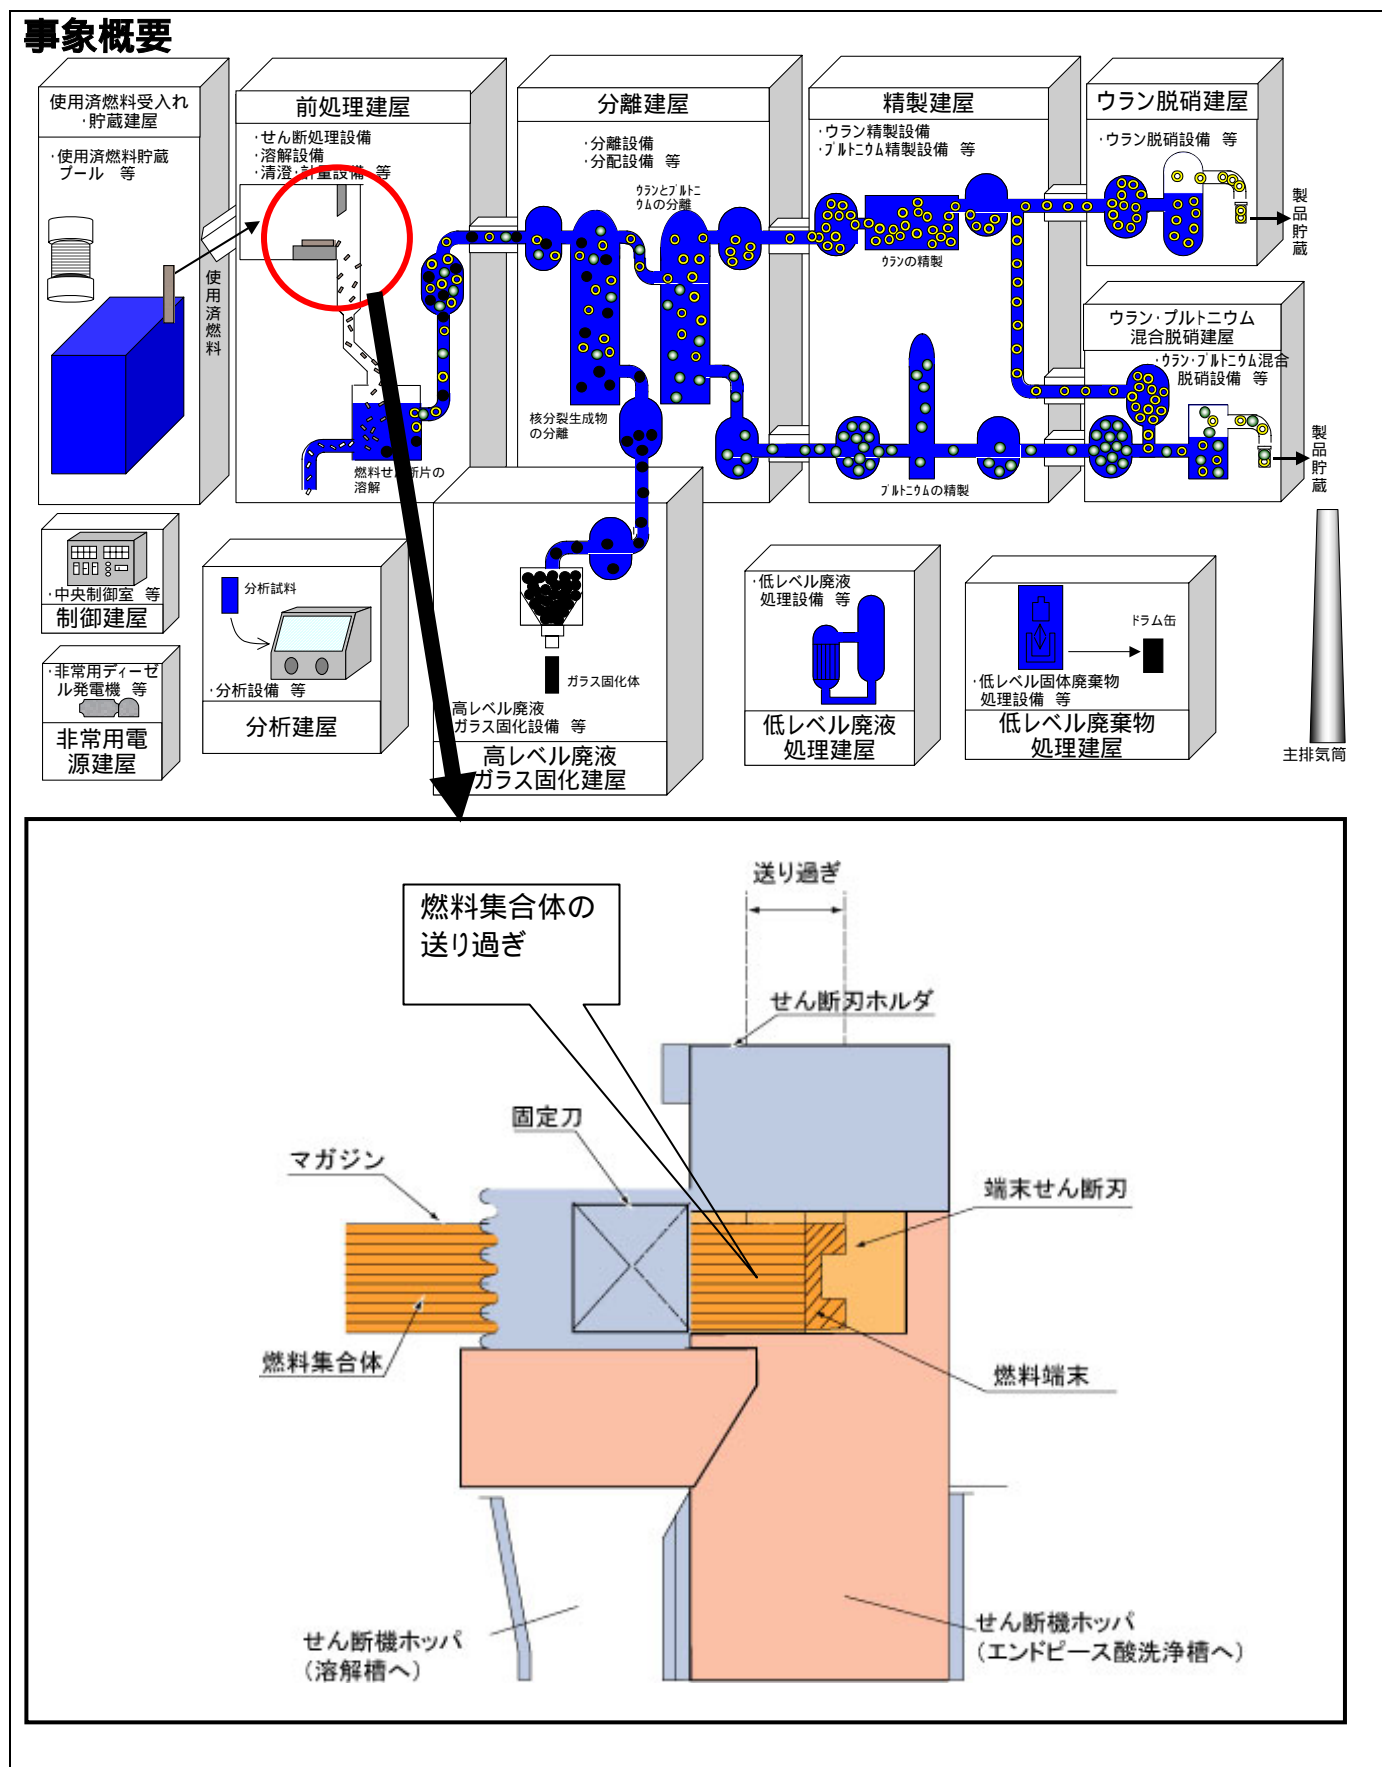 事象概要
使用済燃料受入れ
・貯蔵建屋
・使用済燃料貯蔵
プール 等
使用済燃料
前処理建屋
・せん断処理設備
・溶解設備
・清澄・計量設備 等
燃料せん断片の
溶解
分離建屋
・分離設備
・分配設備 等
ウランとプルトニ
ウムの分離
核分裂生成物
の分離
精製建屋
・ウラン精製設備
・プルトニウム精製設備 等
ウランの精製
プルトニウムの精製
ウラン脱硝建屋
・ウラン脱硝設備 等
製品貯蔵
ウラン・プルトニウム
混合脱硝建屋
・ウラン・プルトニウム混合
脱硝設備 等
製品貯蔵
・中央制御室 等
制御建屋
・非常用ディーゼ
ル発電機 等
非常用電
源建屋
分析試料
・分析設備 等
分析建屋
ガラス固化体
高レベル廃液
ガラス固化設備 等
高レベル廃液
ガラス固化建屋
・低レベル廃液
処理設備 等
低レベル廃液
処理建屋
ドラム缶
・低レベル固体廃棄物
処理設備 等
低レベル廃棄物
処理建屋
主排気筒
送り過ぎ
燃料集合体の
送り過ぎ
せん断刃ホルダ
固定刀
マガジン
端末せん断刃
燃料集合体
燃料端末
せん断機ホッパ
（溶解槽へ）
せん断機ホッパ
（エンドピース酸洗浄槽へ）